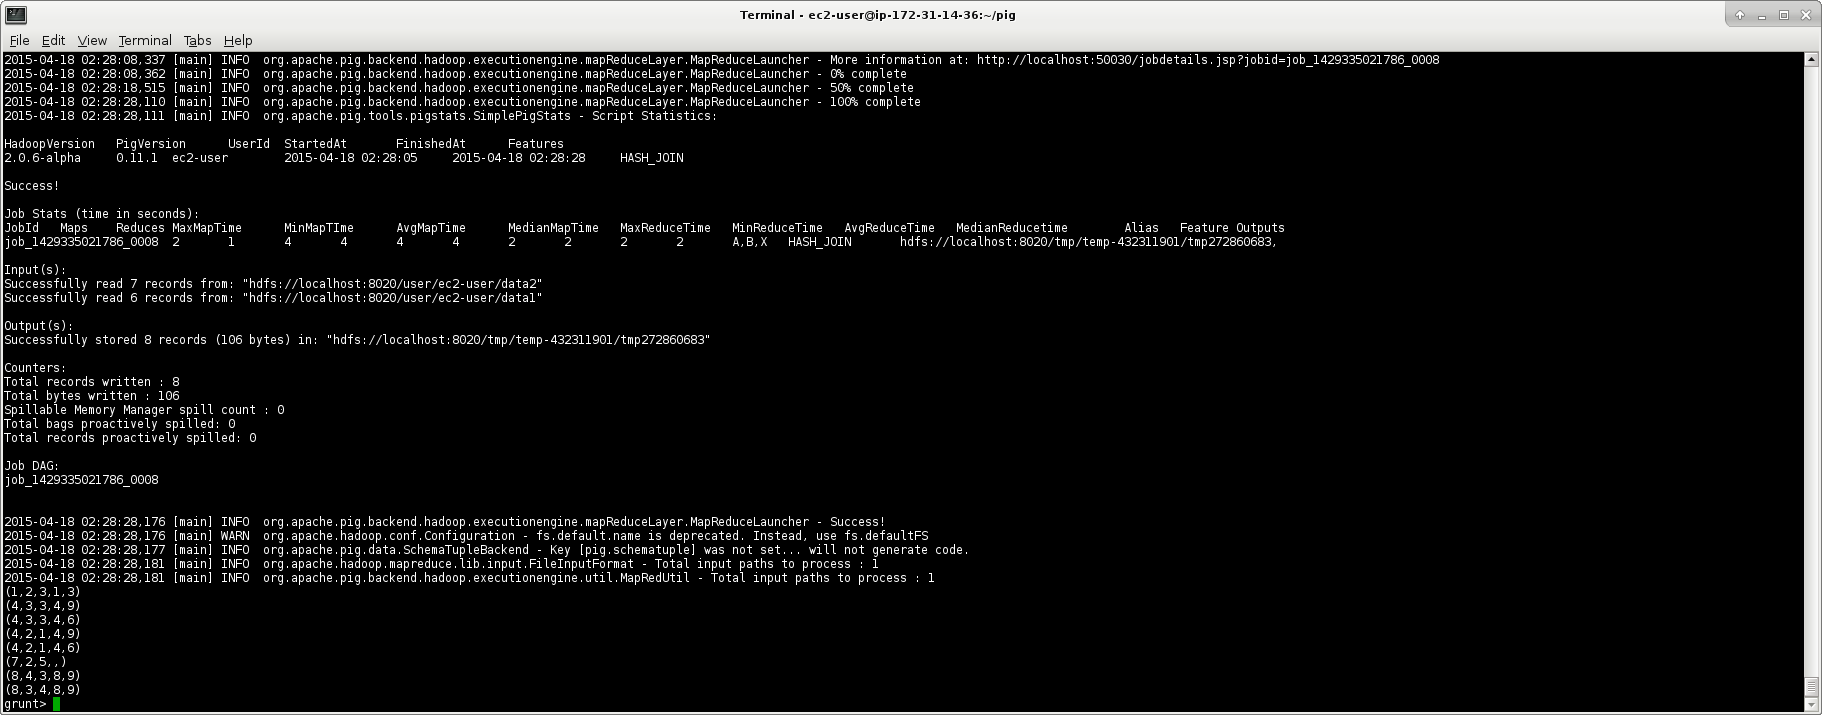 Terminal - ec2-user@ip-172-31-14-36:~/pig
File Edit View Terminal Tabs Help
2015-04-18 02:28:08,337 [main] INFO  org.apache.pig.backend.hadoop.executionengine.mapReduceLayer.MapReduceLauncher - More information at: http://localhost:50030/jobdetails.jsp?jobid=job_1429335021786_0008
2015-04-18 02:28:08,362 [main] INFO  org.apache.pig.backend.hadoop.executionengine.mapReduceLayer.MapReduceLauncher - 0% complete
2015-04-18 02:28:18,515 [main] INFO  org.apache.pig.backend.hadoop.executionengine.mapReduceLayer.MapReduceLauncher - 50% complete
2015-04-18 02:28:28,110 [main] INFO  org.apache.pig.backend.hadoop.executionengine.mapReduceLayer.MapReduceLauncher - 100% complete
2015-04-18 02:28:28,111 [main] INFO  org.apache.pig.tools.pigstats.SimplePigStats - Script Statistics:
HadoopVersion PigVersion UserId StartedAt FinishedAt Features
2.0.6-alpha 0.11.1 ec2-user 2015-04-18 02:28:05 2015-04-18 02:28:28 HASH_JOIN
Success!
Job Stats (time in seconds):
JobId Maps Reduces MaxMapTime MinMapTIme AvgMapTime MedianMapTime MaxReduceTime MinReduceTime AvgReduceTime MedianReducetime Alias Feature Outputs
job_1429335021786_0008 2 1 4 4 4 4 2 2 2 2 A,B,X HASH_JOIN hdfs://localhost:8020/tmp/temp-432311901/tmp272860683,
Input(s):
Successfully read 7 records from: "hdfs://localhost:8020/user/ec2-user/data2"
Successfully read 6 records from: "hdfs://localhost:8020/user/ec2-user/data1"
Output(s):
Successfully stored 8 records (106 bytes) in: "hdfs://localhost:8020/tmp/temp-432311901/tmp272860683"
Counters:
Total records written : 8
Total bytes written : 106
Spillable Memory Manager spill count : 0
Total bags proactively spilled: 0
Total records proactively spilled: 0
Job DAG:
job_1429335021786_0008
2015-04-18 02:28:28,176 [main] INFO  org.apache.pig.backend.hadoop.executionengine.mapReduceLayer.MapReduceLauncher - Success!
2015-04-18 02:28:28,176 [main] WARN  org.apache.hadoop.conf.Configuration - fs.default.name is deprecated. Instead, use fs.defaultFS
2015-04-18 02:28:28,177 [main] INFO  org.apache.pig.data.SchemaTupleBackend - Key [pig.schematuple] was not set... will not generate code.
2015-04-18 02:28:28,181 [main] INFO  org.apache.hadoop.mapreduce.lib.input.FileInputFormat - Total input paths to process : 1
2015-04-18 02:28:28,181 [main] INFO  org.apache.pig.backend.hadoop.executionengine.util.MapRedUtil - Total input paths to process : 1
(1,2,3,1,3)
(4,3,3,4,9)
(4,3,3,4,6)
(4,2,1,4,9)
(4,2,1,4,6)
(7,2,5,,)
(8,4,3,8,9)
(8,3,4,8,9)
grunt>